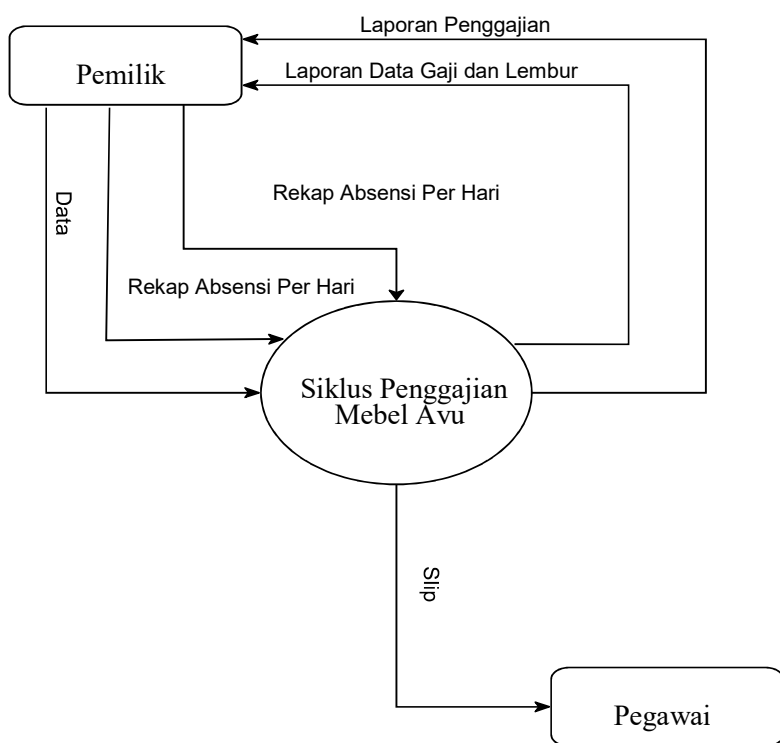 Laporan Penggajian
Pemilik
Laporan Data Gaji dan Lembur
Rekap Absensi Per Hari
Data
Rekap Absensi Per Hari
Siklus Penggajian
Mebel Avu
Slip
Pegawai